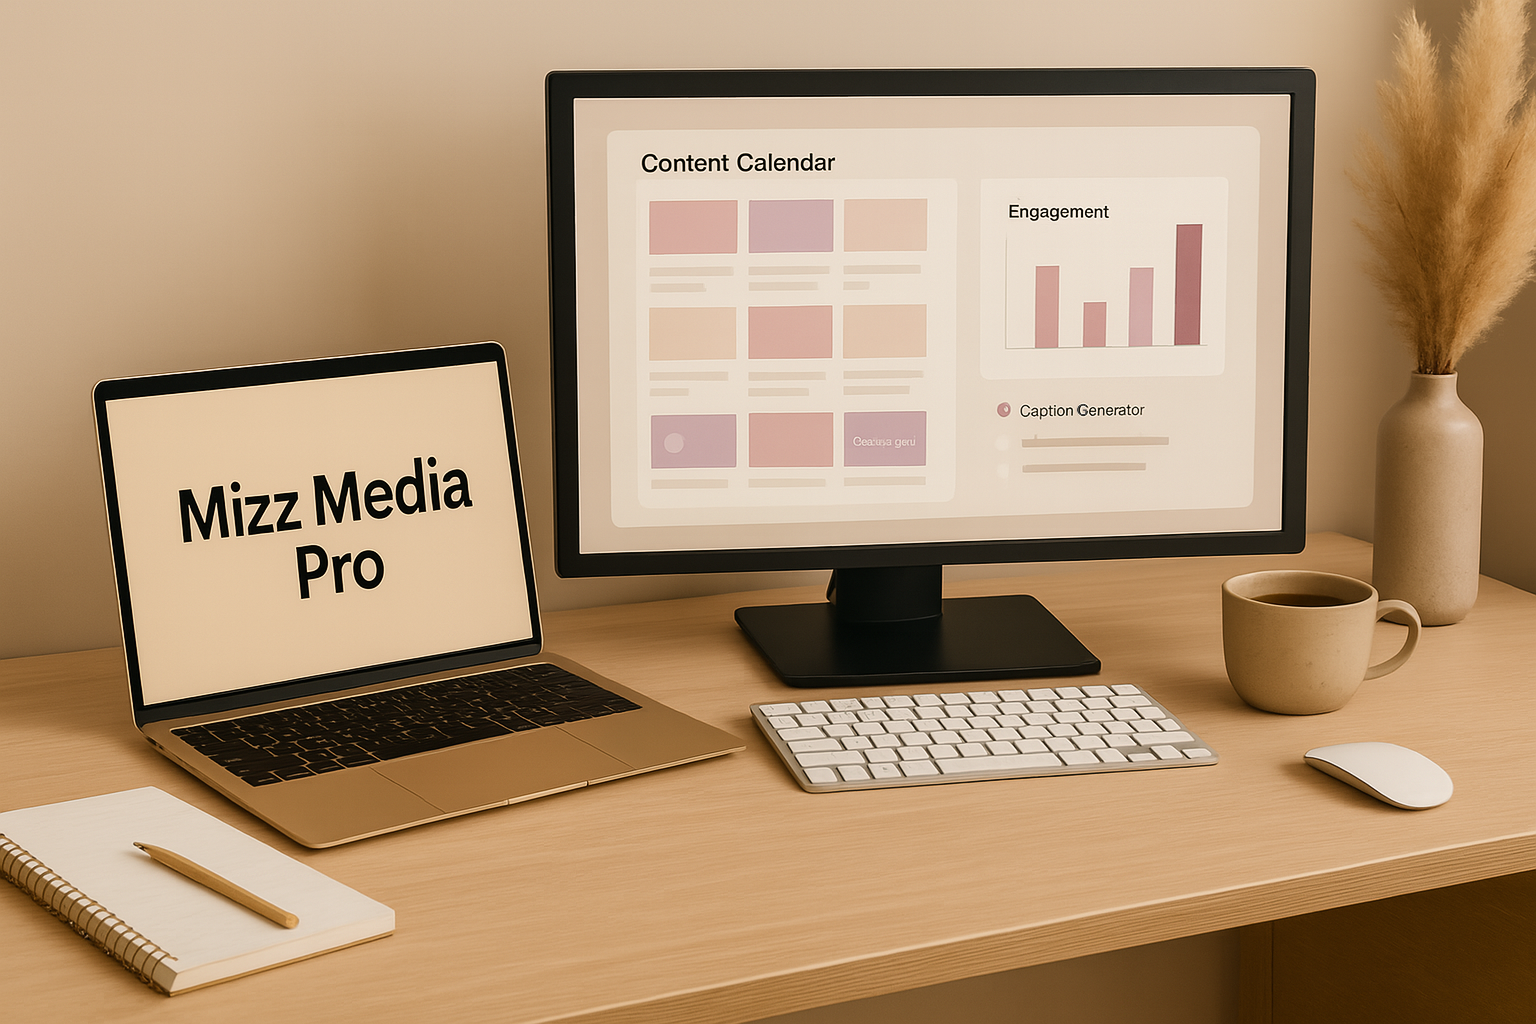 Mizz Media
Pro
Content Calendar
Engagement
Caption Generator